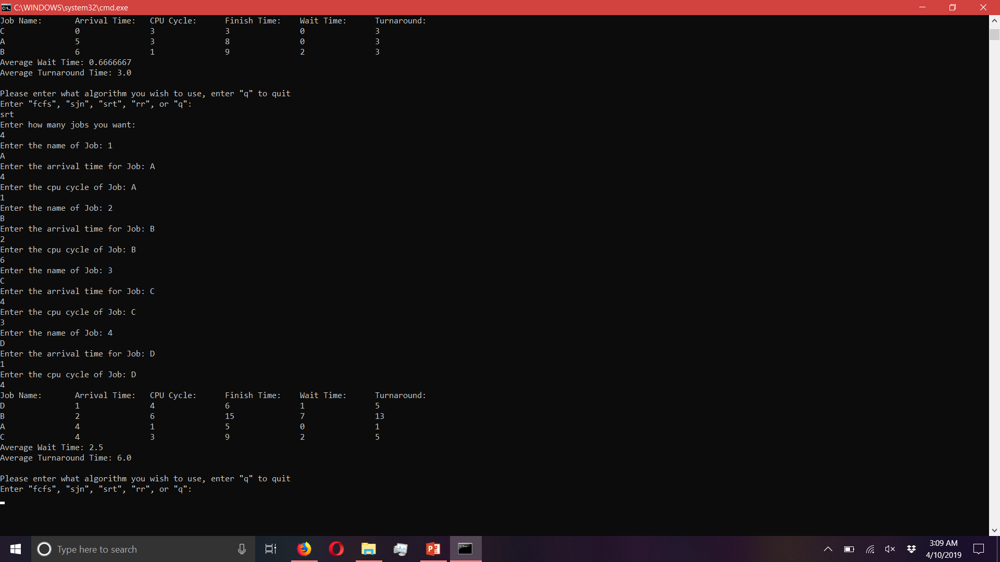 C:\WINDOWS\system32\cmd.exe
Job Name: Arrival Time: CPU Cycle: Finish Time: Wait Time: Turnaround:
C 0 3 3 0 3
A 5 3 8 0 3
B 6 1 9 2 3
Average Wait Time: 0.6666667
Average Turnaround Time: 3.0
Please enter what algorithm you wish to use, enter "q" to quit
Enter "fcfs", "sjn", "srt", "rr", or "q":
srt
Enter how many jobs you want:
4
Enter the name of Job: 1
A
Enter the arrival time for Job: A
4
Enter the cpu cycle of Job: A
1
Enter the name of Job: 2
B
Enter the arrival time for Job: B
2
Enter the cpu cycle of Job: B
6
Enter the name of Job: 3
C
Enter the arrival time for Job: C
4
Enter the cpu cycle of Job: C
3
Enter the name of Job: 4
D
Enter the arrival time for Job: D
1
Enter the cpu cycle of Job: D
4
Job Name: Arrival Time: CPU Cycle: Finish Time: Wait Time: Turnaround:
D 1 4 6 1 5
B 2 6 15 7 13
A 4 1 5 0 1
C 4 3 9 2 5
Average Wait Time: 2.5
Average Turnaround Time: 6.0
Please enter what algorithm you wish to use, enter "q" to quit
Enter "fcfs", "sjn", "srt", "rr", or "q":
Type here to search
3:09 AM
4/10/2019